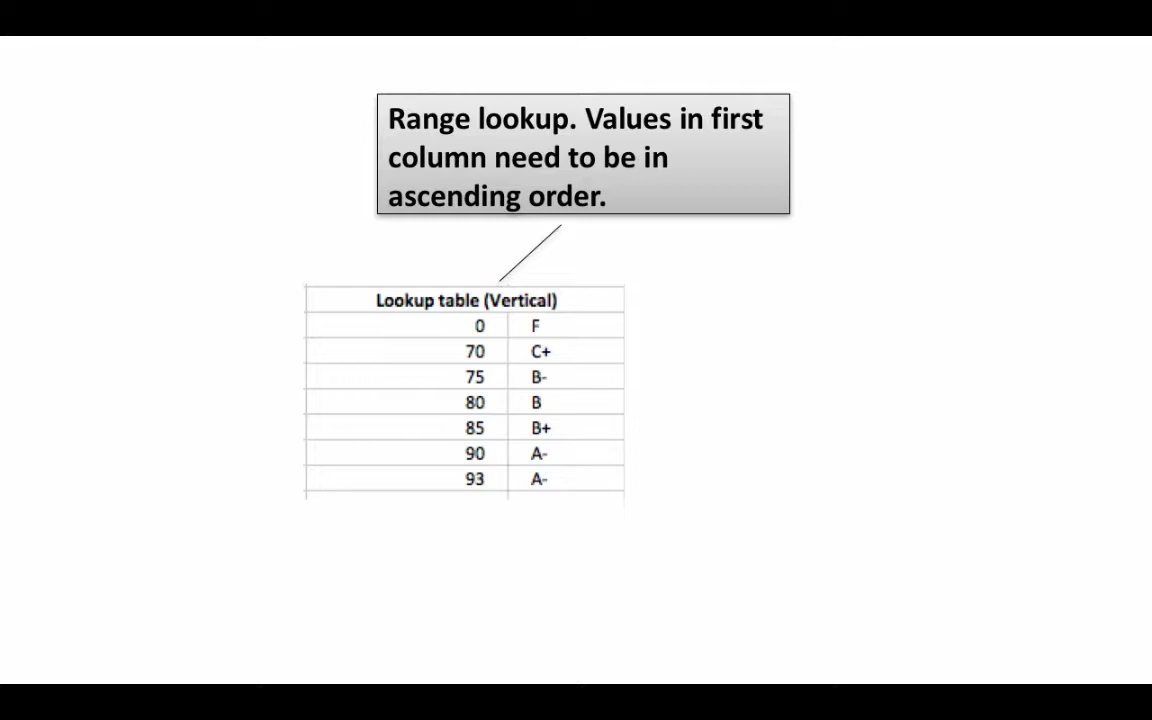 Range lookup. Values in first
column need to be in
ascending order.
Lookup table (Vertical)
0 F
70 C+
75 B-
80 B
85 B+
90 A-
93 A-